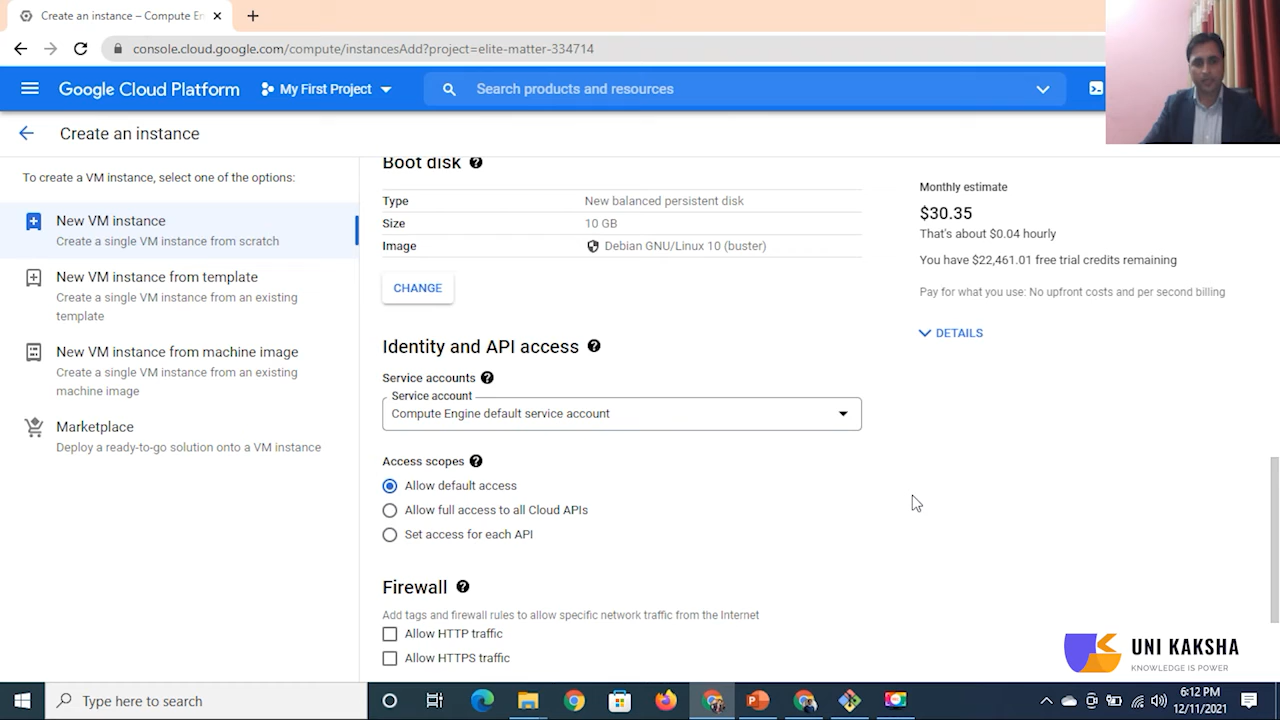 Create an instance – Compute En
console.cloud.google.com/compute/instancesAdd?project=elite-matter-334714
Google Cloud Platform
My First Project
Search products and resources
Create an instance
To create a VM instance, select one of the options:
New VM instance
Create a single VM instance from scratch
New VM instance from template
Create a single VM instance from an existing
template
New VM instance from machine image
Create a single VM instance from an existing
machine image
Marketplace
Deploy a ready-to-go solution onto a VM instance
Boot disk
Type New balanced persistent disk
Size 10 GB
Image Debian GNU/Linux 10 (buster)
CHANGE
Identity and API access
Service accounts
Service account
Compute Engine default service account
Access scopes
Allow default access
Allow full access to all Cloud APIs
Set access for each API
Firewall
Add tags and firewall rules to allow specific network traffic from the Internet
Allow HTTP traffic
Allow HTTPS traffic
Monthly estimate
$30.35
That's about $0.04 hourly
You have $22,461.01 free trial credits remaining
Pay for what you use: No upfront costs and per second billing
DETAILS
UNI KAKSHA
KNOWLEDGE IS POWER
Type here to search
6:12 PM
12/11/2021